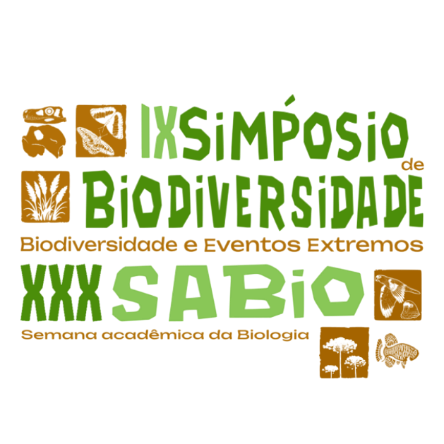 IX SiMPÓSiO
de
BiODiVERSiDADE
Biodiversidade e Eventos Extremos
XXX SABiO
Semana acadêmica da Biologia